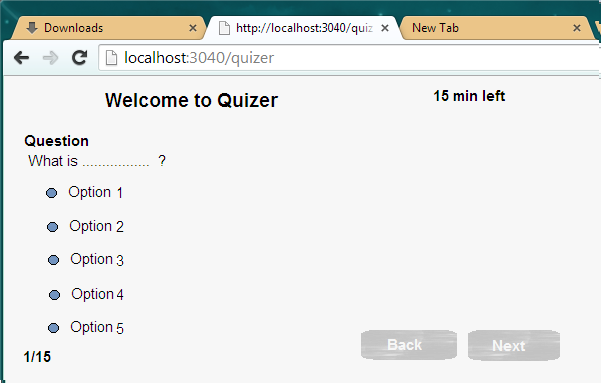 Downloads
http://localhost:3040/quiz
New Tab
localhost:3040/quizer
Welcome to Quizer
15 min left
Question
What is ................. ?
Option 1
Option 2
Option 3
Option 4
Option 5
Back
Next
1/15